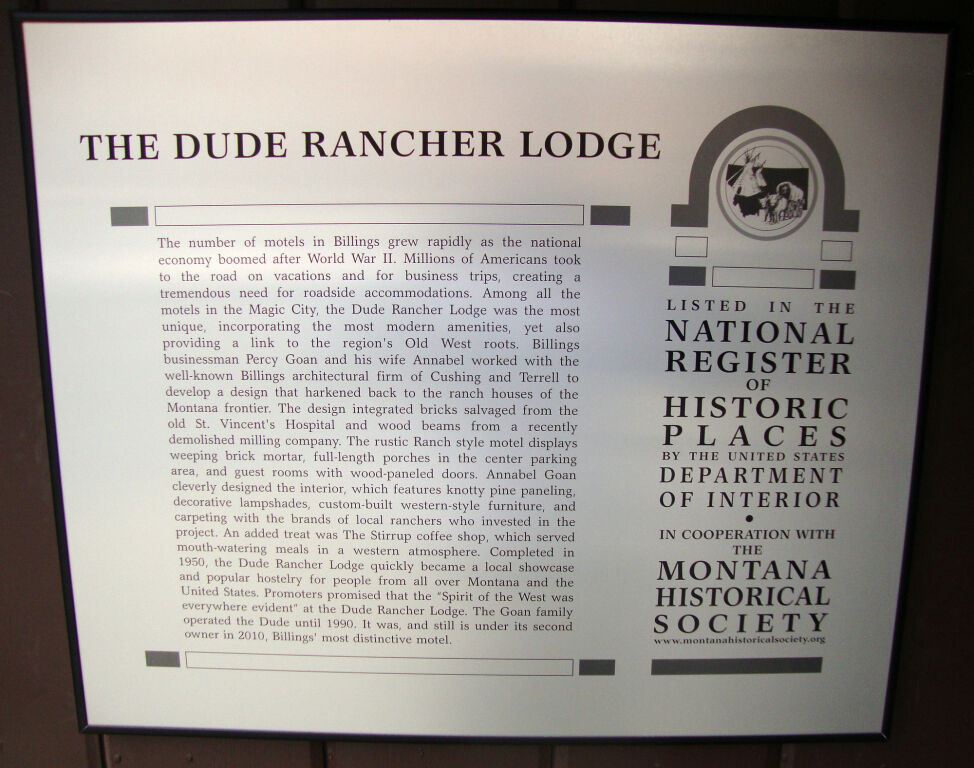 THE DUDE RANCHER LODGE
The number of motels in Billings grew rapidly as the national
economy boomed after World War II. Millions of Americans took
to the road on vacations and for business trips, creating a
tremendous need for roadside accommodations. Among all the
motels in the Magic City, the Dude Rancher Lodge was the most
unique, incorporating the most modern amenities, yet also
providing a link to the region's Old West roots. Billings
businessman Percy Goan and his wife Annabel worked with the
well-known Billings architectural firm of Cushing and Terrell to
develop a design that harkened back to the ranch houses of the
Montana frontier. The design integrated bricks salvaged from the
old St. Vincent's Hospital and wood beams from a recently
demolished milling company. The rustic Ranch style motel displays
weeping brick mortar, full-length porches in the center parking
area, and guest rooms with wood-paneled doors. Annabel Goan
cleverly designed the interior, which features knotty pine paneling,
decorative lampshades, custom-built western-style furniture, and
carpeting with the brands of local ranchers who invested in the
project. An added treat was The Stirrup coffee shop, which served
mouth-watering meals in a western atmosphere. Completed in
1950, the Dude Rancher Lodge quickly became a local showcase
and popular hostelry for people from all over Montana and the
United States. Promoters promised that the "Spirit of the West was
everywhere evident" at the Dude Rancher Lodge. The Goan family
operated the Dude until 1990. It was, and still is under its second
owner in 2010, Billings' most distinctive motel.
LISTED IN THE
NATIONAL
REGISTER
OF
HISTORIC
PLACES
BY THE UNITED STATES
DEPARTMENT
OF INTERIOR
•
IN COOPERATION WITH
THE
MONTANA
HISTORICAL
SOCIETY
www.montanahistoricalsociety.org